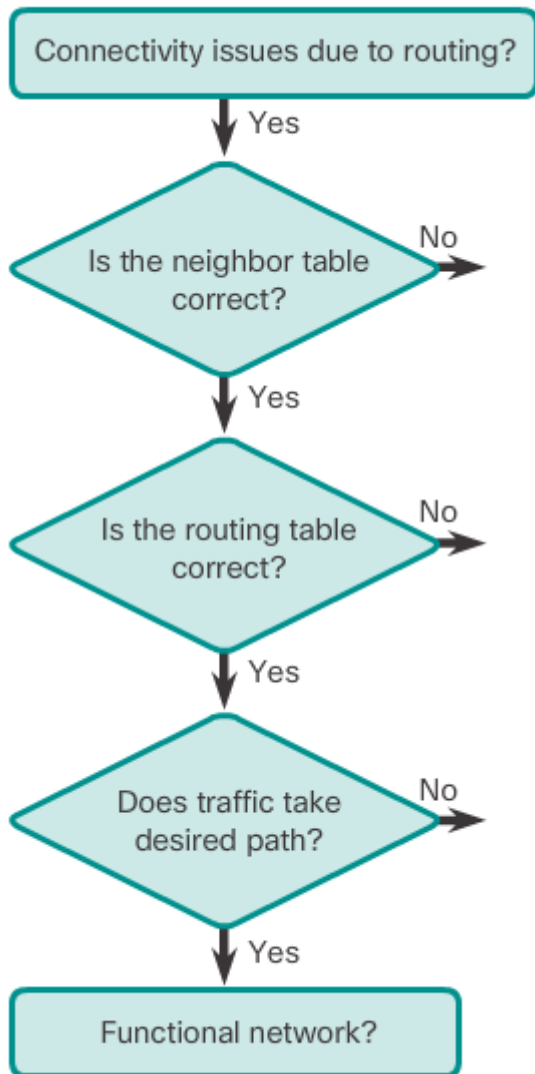 Connectivity issues due to routing?
Yes
Is the neighbor table
correct?
No
Yes
Is the routing table
correct?
No
Yes
Does traffic take
desired path?
No
Yes
Functional network?